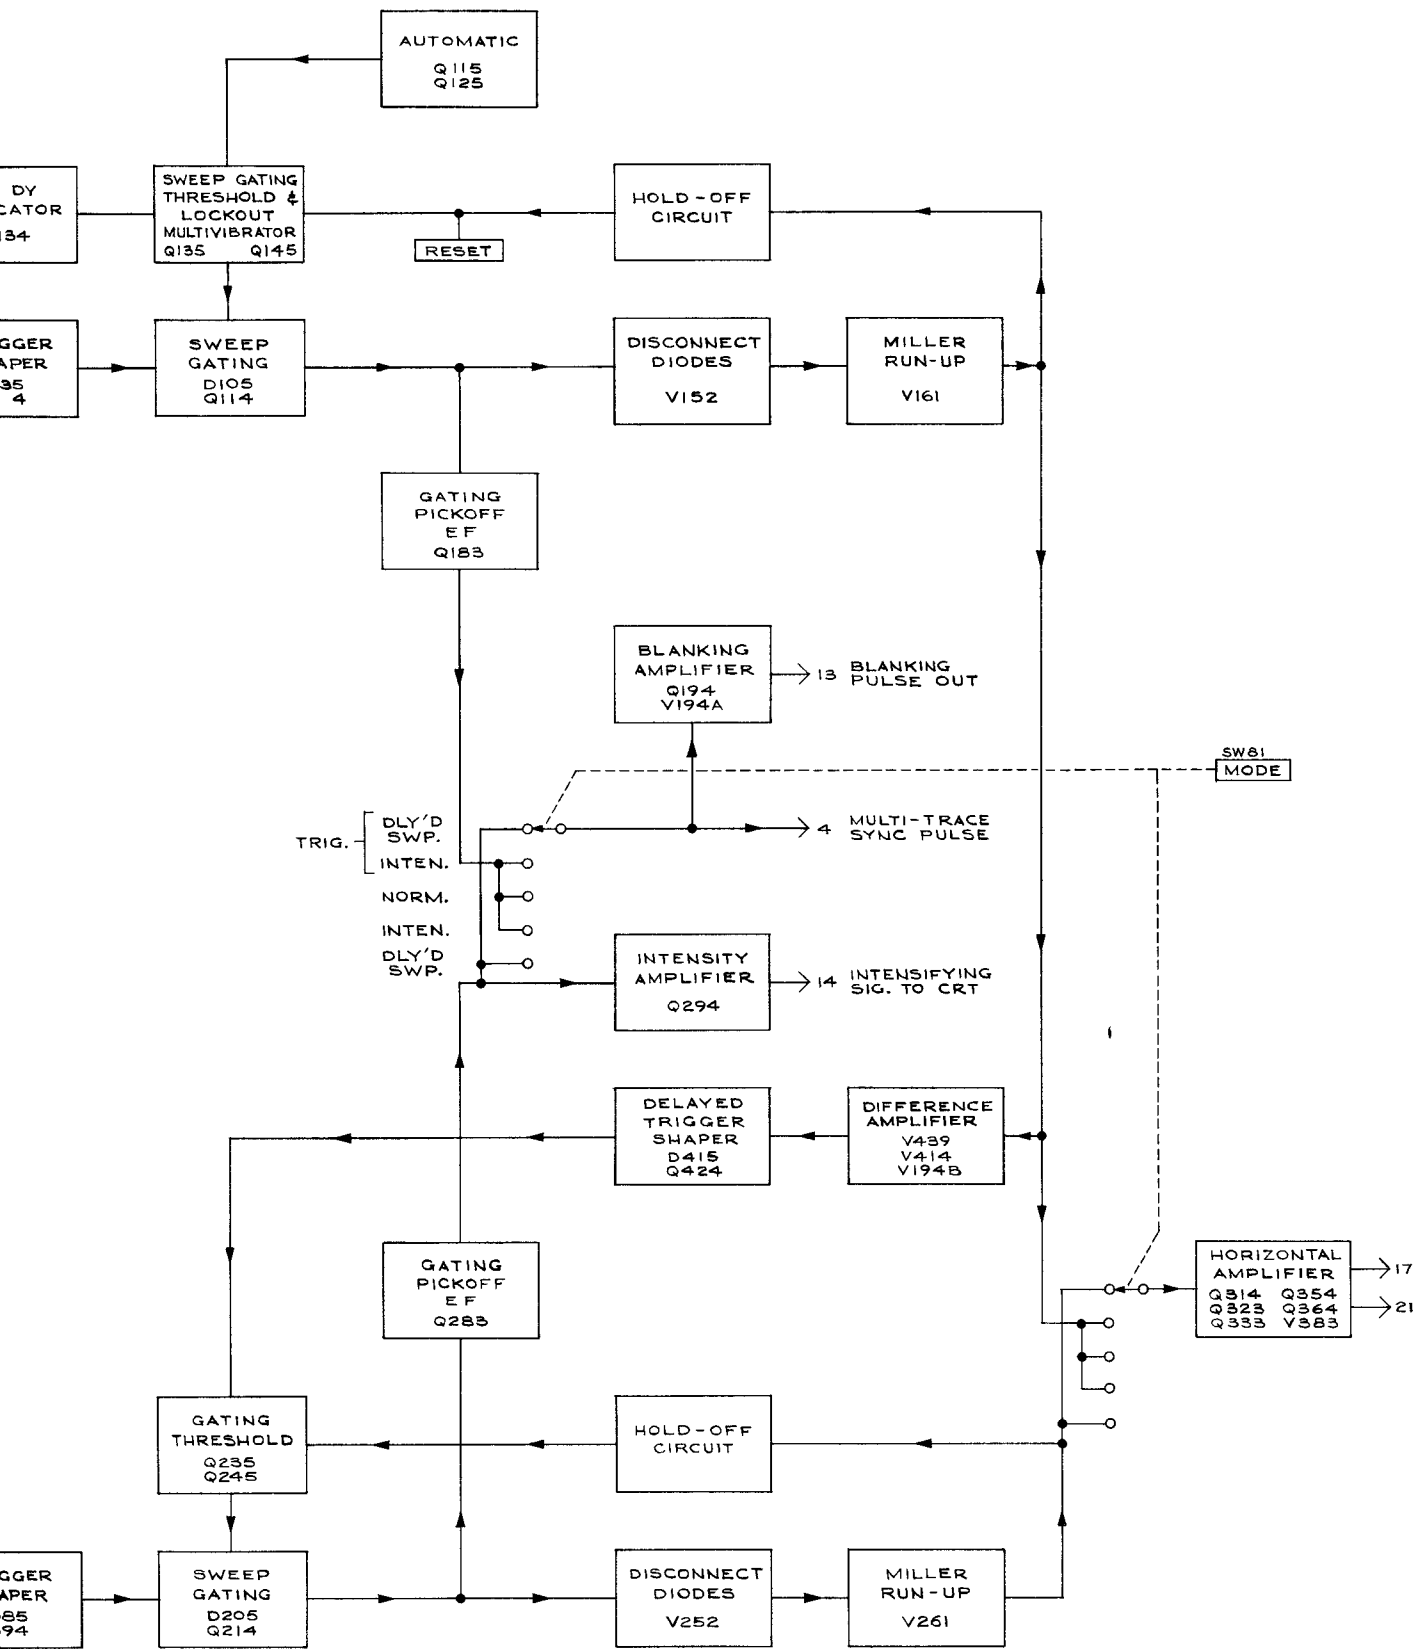 AUTOMATIC
Q115
Q125
DY
CATOR
134
SWEEP GATING
THRESHOLD &
LOCKOUT
MULTIVIBRATOR
Q135 Q145
RESET
HOLD-OFF
CIRCUIT
GGER
APER
35
4
SWEEP
GATING
D105
Q114
DISCONNECT
DIODES
V152
MILLER
RUN-UP
V161
GATING
PICKOFF
EF
Q183
BLANKING
AMPLIFIER
Q194
V194A
13 BLANKING
PULSE OUT
SW81
MODE
TRIG.
DLY'D
SWP.
INTEN.
NORM.
INTEN.
DLY'D
SWP.
4 MULTI-TRACE
SYNC PULSE
INTENSITY
AMPLIFIER
Q294
14 INTENSIFYING
SIG. TO CRT
DELAYED
TRIGGER
SHAPER
D415
Q424
DIFFERENCE
AMPLIFIER
V439
V414
V194B
GATING
PICKOFF
EF
Q283
HORIZONTAL
AMPLIFIER
Q314 Q354
Q323 Q364
Q333 V383
17
21
GATING
THRESHOLD
Q235
Q245
HOLD-OFF
CIRCUIT
GGER
APER
85
94
SWEEP
GATING
D205
Q214
DISCONNECT
DIODES
V252
MILLER
RUN-UP
V261